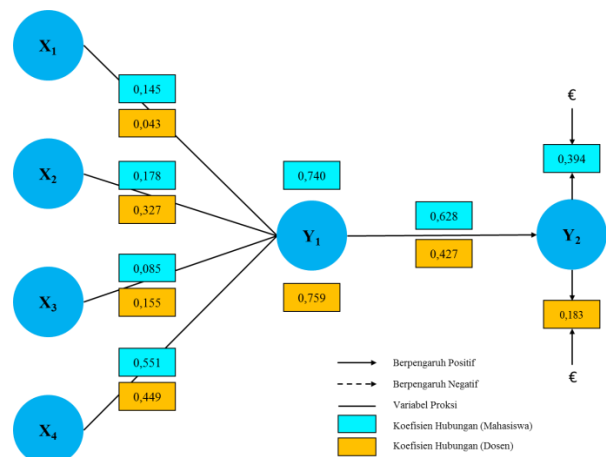 X1
0,145
0,043
X2
0,178
0,327
X3
0,085
0,155
X4
0,551
0,449
0,740
Y1
0,759
0,628
0,427
€
0,394
Y2
0,183
€
Berpengaruh Positif
Berpengaruh Negatif
Variabel Proksi
Koefisien Hubungan (Mahasiswa)
Koefisien Hubungan (Dosen)